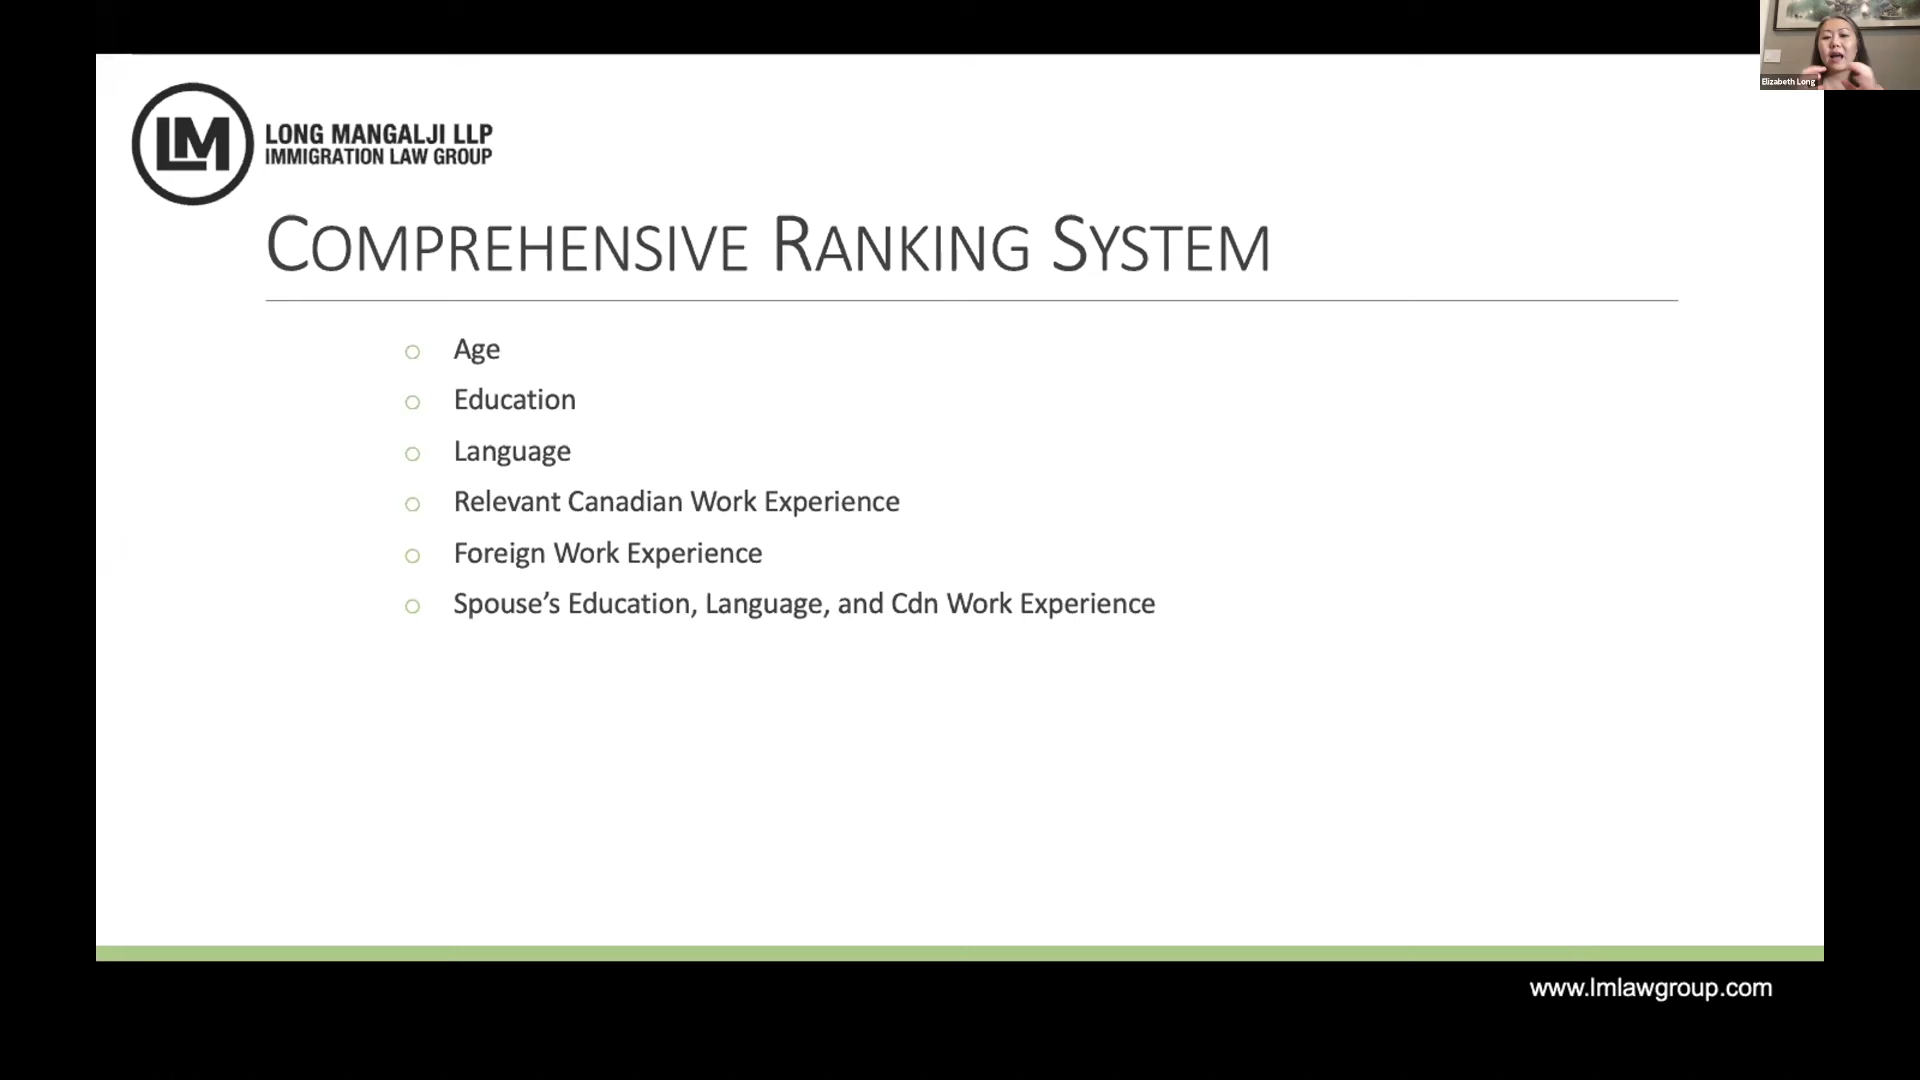 Elizabeth Long
LM
LONG MANGALJI LLP
IMMIGRATION LAW GROUP
COMPREHENSIVE RANKING SYSTEM
Age
Education
Language
Relevant Canadian Work Experience
Foreign Work Experience
Spouse’s Education, Language, and Cdn Work Experience
www.lmlawgroup.com